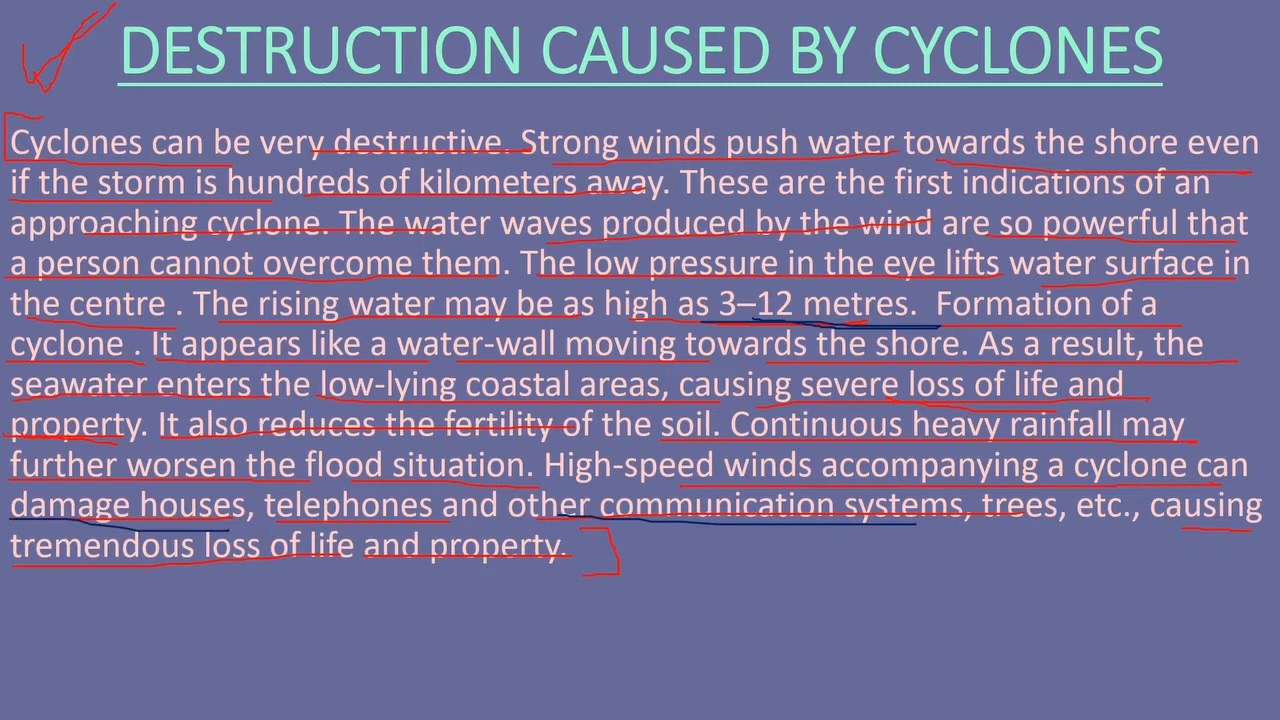 DESTRUCTION CAUSED BY CYCLONES
Cyclones can be very destructive. Strong winds push water towards the shore even
if the storm is hundreds of kilometers away. These are the first indications of an
approaching cyclone. The water waves produced by the wind are so powerful that
a person cannot overcome them. The low pressure in the eye lifts water surface in
the centre . The rising water may be as high as 3–12 metres.  Formation of a
cyclone . It appears like a water-wall moving towards the shore. As a result, the
seawater enters the low-lying coastal areas, causing severe loss of life and
property. It also reduces the fertility of the soil. Continuous heavy rainfall may
further worsen the flood situation. High-speed winds accompanying a cyclone can
damage houses, telephones and other communication systems, trees, etc., causing
tremendous loss of life and property.